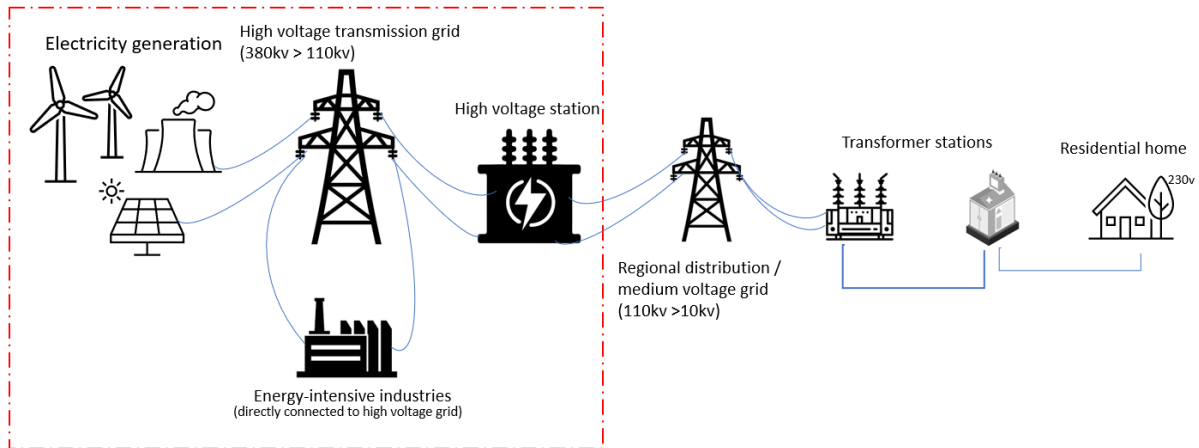 Electricity generation
High voltage transmission grid
(380kv > 110kv)
High voltage station
Energy-intensive industries
(directly connected to high voltage grid)
Regional distribution /
medium voltage grid
(110kv >10kv)
Transformer stations
Residential home
230v